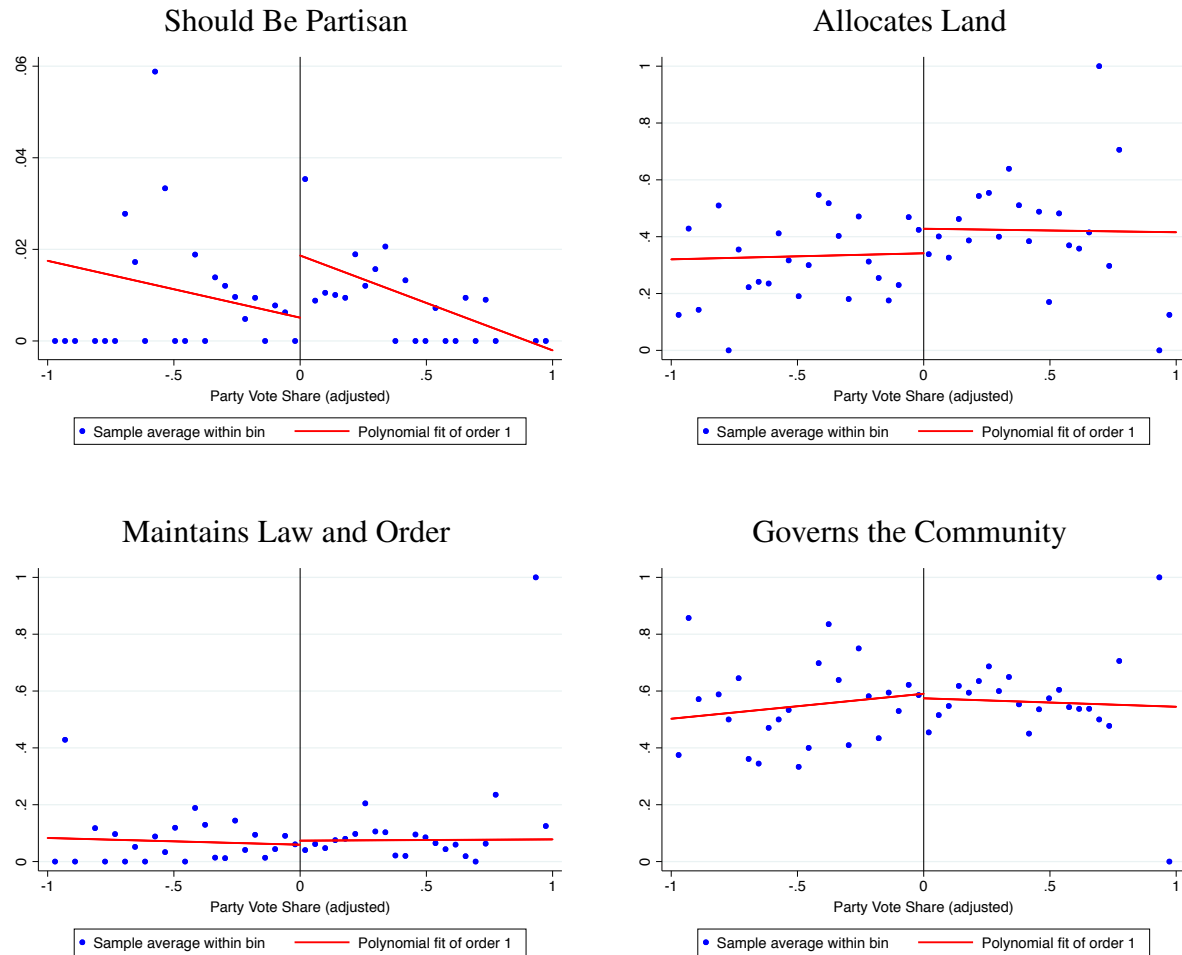 Should Be Partisan
.06
.04
.02
0
-1 -.5 0 .5 1
Party Vote Share (adjusted)
Sample average within bin Polynomial fit of order 1
Allocates Land
1
.8
.6
.4
.2
0
-1 -.5 0 .5 1
Party Vote Share (adjusted)
Sample average within bin Polynomial fit of order 1
Maintains Law and Order
1
.8
.6
.4
.2
0
-1 -.5 0 .5 1
Party Vote Share (adjusted)
Sample average within bin Polynomial fit of order 1
Governs the Community
1
.8
.6
.4
.2
0
-1 -.5 0 .5 1
Party Vote Share (adjusted)
Sample average within bin Polynomial fit of order 1